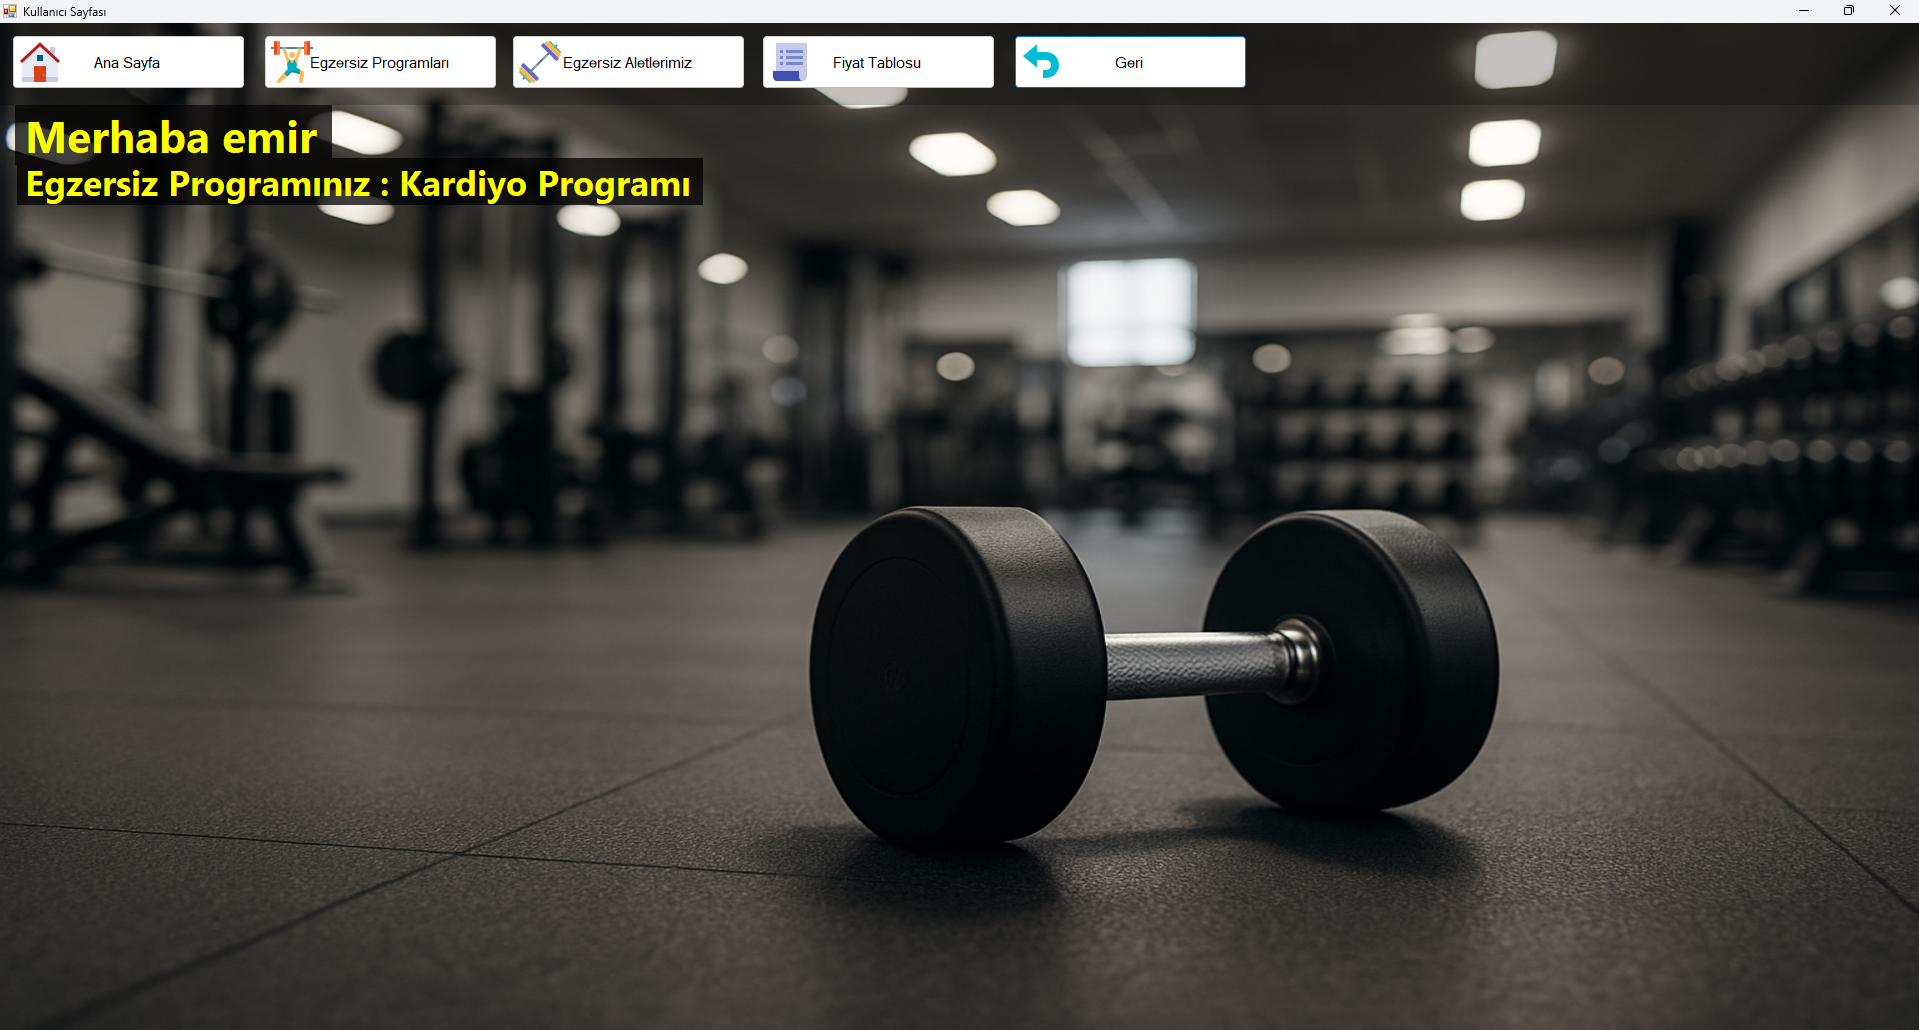 Kullanıcı Sayfası
Ana Sayfa
Egzersiz Programları
Egzersiz Aletlerimiz
Fiyat Tablosu
Geri
Merhaba emir
Egzersiz Programınız : Kardiyo Programı